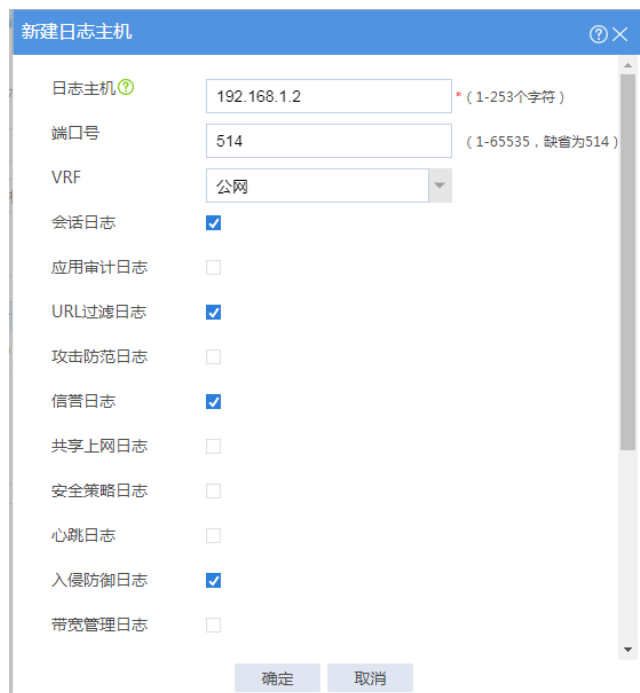 新建日志主机
日志主机 192.168.1.2 *（1-253个字符）
端口号 514 （1-65535，缺省为514）
VRF 公网
会话日志
应用审计日志
URL过滤日志
攻击防范日志
信誉日志
共享上网日志
安全策略日志
心跳日志
入侵防御日志
带宽管理日志
确定 取消